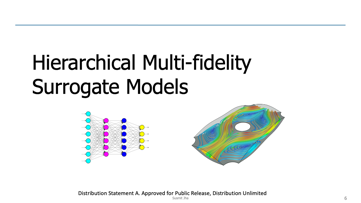 Hierarchical Multi-fidelity
Surrogate Models
Distribution Statement A. Approved for Public Release, Distribution Unlimited
6